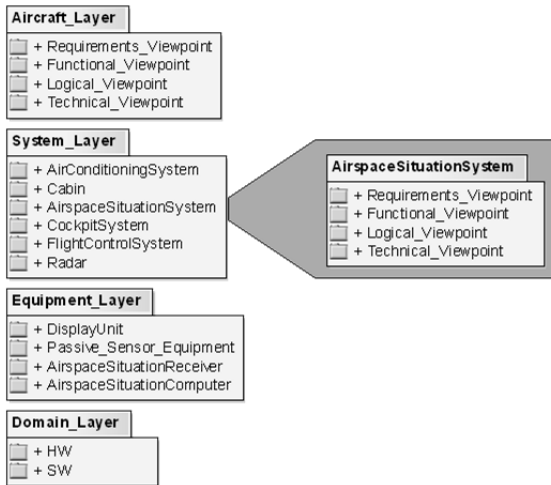 Aircraft_Layer
+ Requirements_Viewpoint
+ Functional_Viewpoint
+ Logical_Viewpoint
+ Technical_Viewpoint
System_Layer
+ AirConditioningSystem
+ Cabin
+ AirspaceSituationSystem
+ CockpitSystem
+ FlightControlSystem
+ Radar
AirspaceSituationSystem
+ Requirements_Viewpoint
+ Functional_Viewpoint
+ Logical_Viewpoint
+ Technical_Viewpoint
Equipment_Layer
+ DisplayUnit
+ Passive_Sensor_Equipment
+ AirspaceSituationReceiver
+ AirspaceSituationComputer
Domain_Layer
+ HW
+ SW